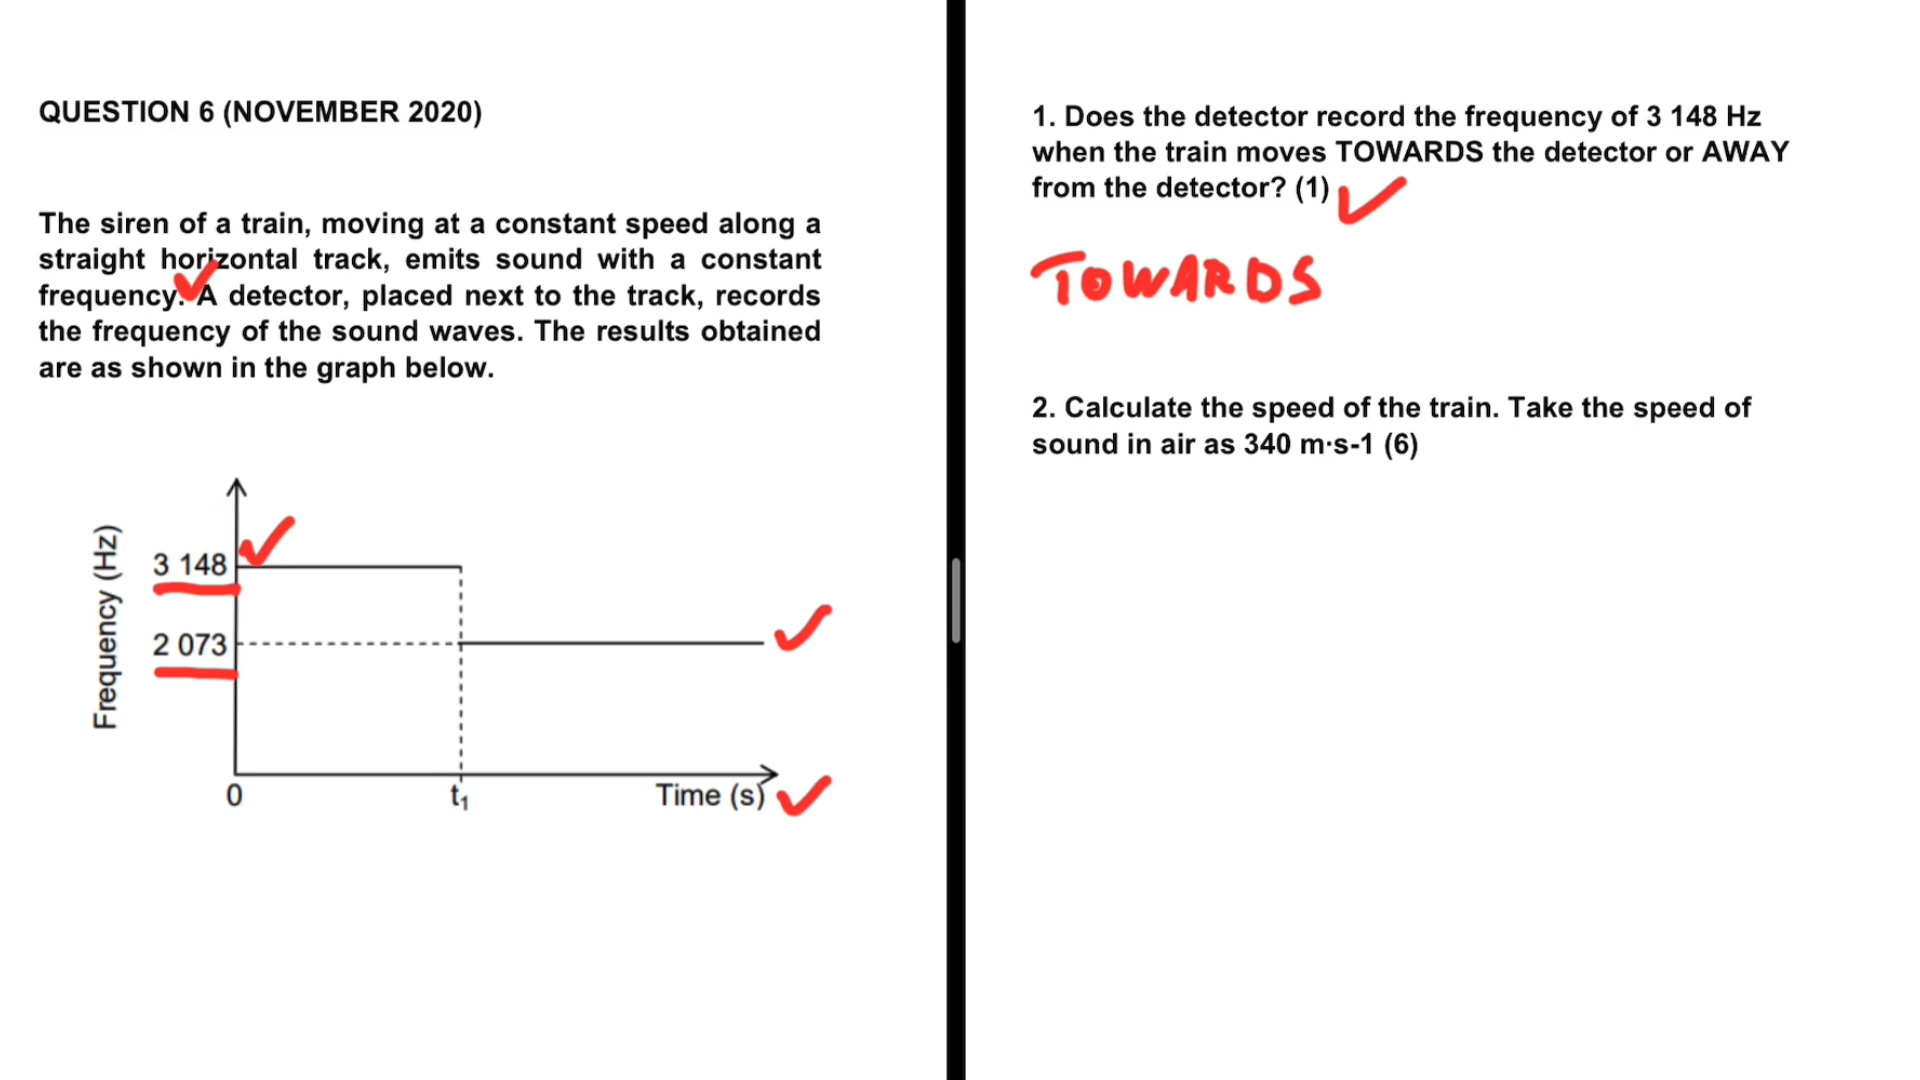 QUESTION 6 (NOVEMBER 2020)
The siren of a train, moving at a constant speed along a
straight horizontal track, emits sound with a constant
frequency. A detector, placed next to the track, records
the frequency of the sound waves. The results obtained
are as shown in the graph below.
Frequency (Hz)
3 148
2 073
0
t₁
Time (s)
1. Does the detector record the frequency of 3 148 Hz
when the train moves TOWARDS the detector or AWAY
from the detector? (1)
TOWARDS
2. Calculate the speed of the train. Take the speed of
sound in air as 340 m·s-1 (6)